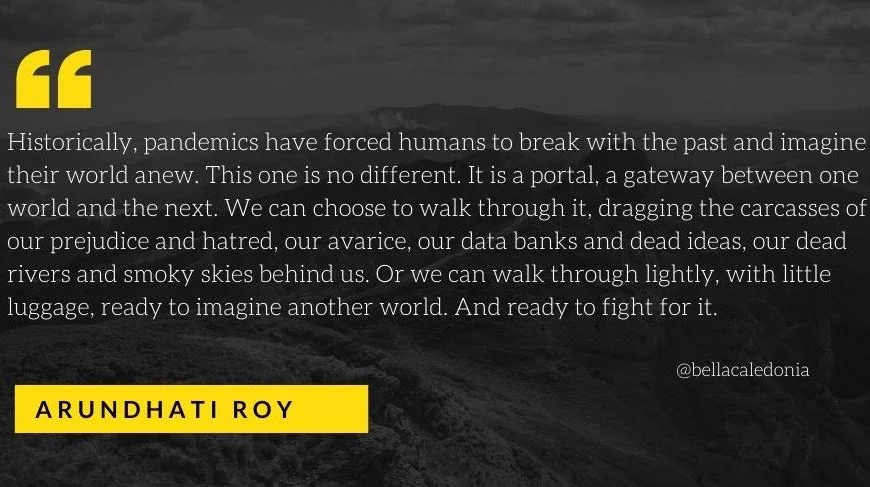 Historically, pandemics have forced humans to break with the past and imagine
their world anew. This one is no different. It is a portal, a gateway between one
world and the next. We can choose to walk through it, dragging the carcasses of
our prejudice and hatred, our avarice, our data banks and dead ideas, our dead
rivers and smoky skies behind us. Or we can walk through lightly, with little
luggage, ready to imagine another world. And ready to fight for it.
@bellacaledonia
ARUNDHATI ROY